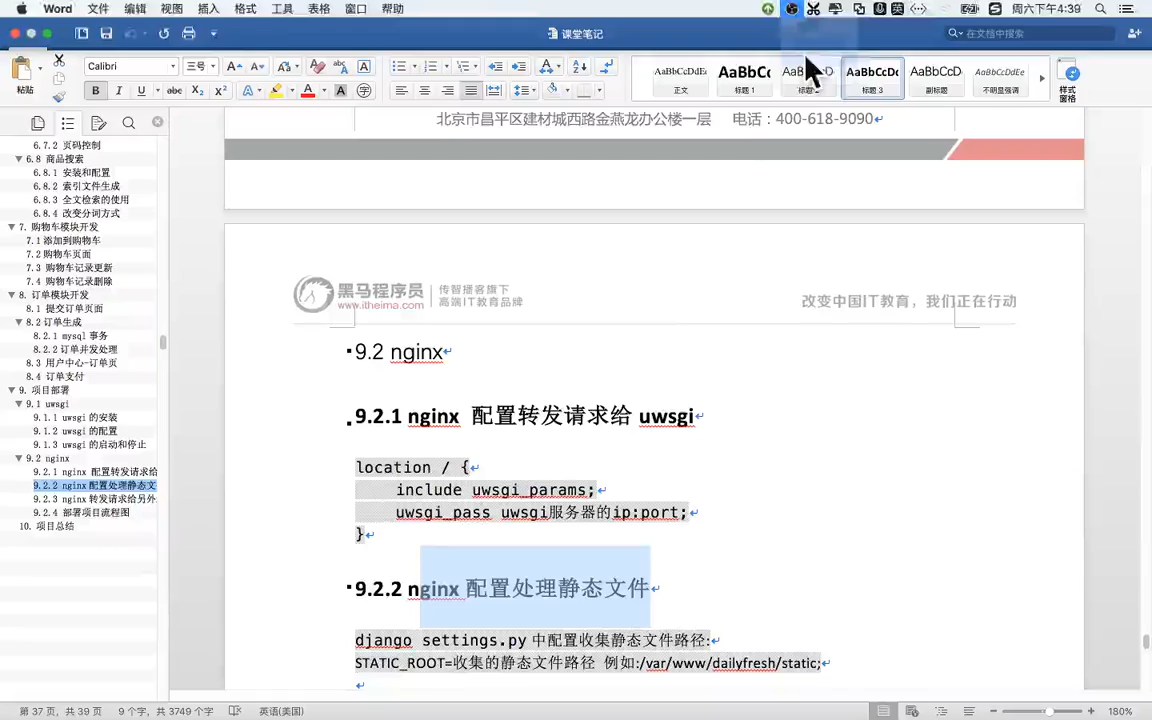 Word 文件 编辑 视图 插入 格式 工具 表格 窗口 帮助
英 周六下午4:39
课堂笔记
在文档中搜索
粘贴
Calibri 三号
B I U abc X₂ X²
AaBbCcDdEe 正文
AaBbCc 标题 1
标题 2
AaBbCcDc 标题 3
AaBbCcD 副标题
AaBbCcDdEe 不明显强调
样式
窗格
6.7.2 页码控制
6.8 商品搜索
6.8.1 安装和配置
6.8.2 索引文件生成
6.8.3 全文检索的使用
6.8.4 改变分词方式
7. 购物车模块开发
7.1 添加到购物车
7.2 购物车页面
7.3 购物车记录更新
7.4 购物车记录删除
8. 订单模块开发
8.1 提交订单页面
8.2 订单生成
8.2.1 mysql 事务
8.2.2 订单并发处理
8.3 用户中心-订单页
8.4 订单支付
9. 项目部署
9.1 uwsgi
9.1.1 uwsgi 的安装
9.1.2 uwsgi 的配置
9.1.3 uwsgi 的启动和停止
9.2 nginx
9.2.1 nginx 配置转发请求给
9.2.2 nginx 配置处理静态文
9.2.3 nginx 转发请求给另外
9.2.4 部署项目流程图
10. 项目总结
北京市昌平区建材城西路金燕龙办公楼一层 电话：400-618-9090
黑马程序员
www.itheima.com
传智播客旗下
高端IT教育品牌
改变中国IT教育，我们正在行动
9.2 nginx
9.2.1 nginx 配置转发请求给 uwsgi
location / {
include uwsgi_params;
uwsgi_pass uwsgi服务器的ip:port;
}
9.2.2 nginx 配置处理静态文件
django settings.py 中配置收集静态文件路径:
STATIC_ROOT=收集的静态文件路径 例如:/var/www/dailyfresh/static;
第 37 页，共 39 页 9 个字，共 3749 个字 英语(美国) 180%